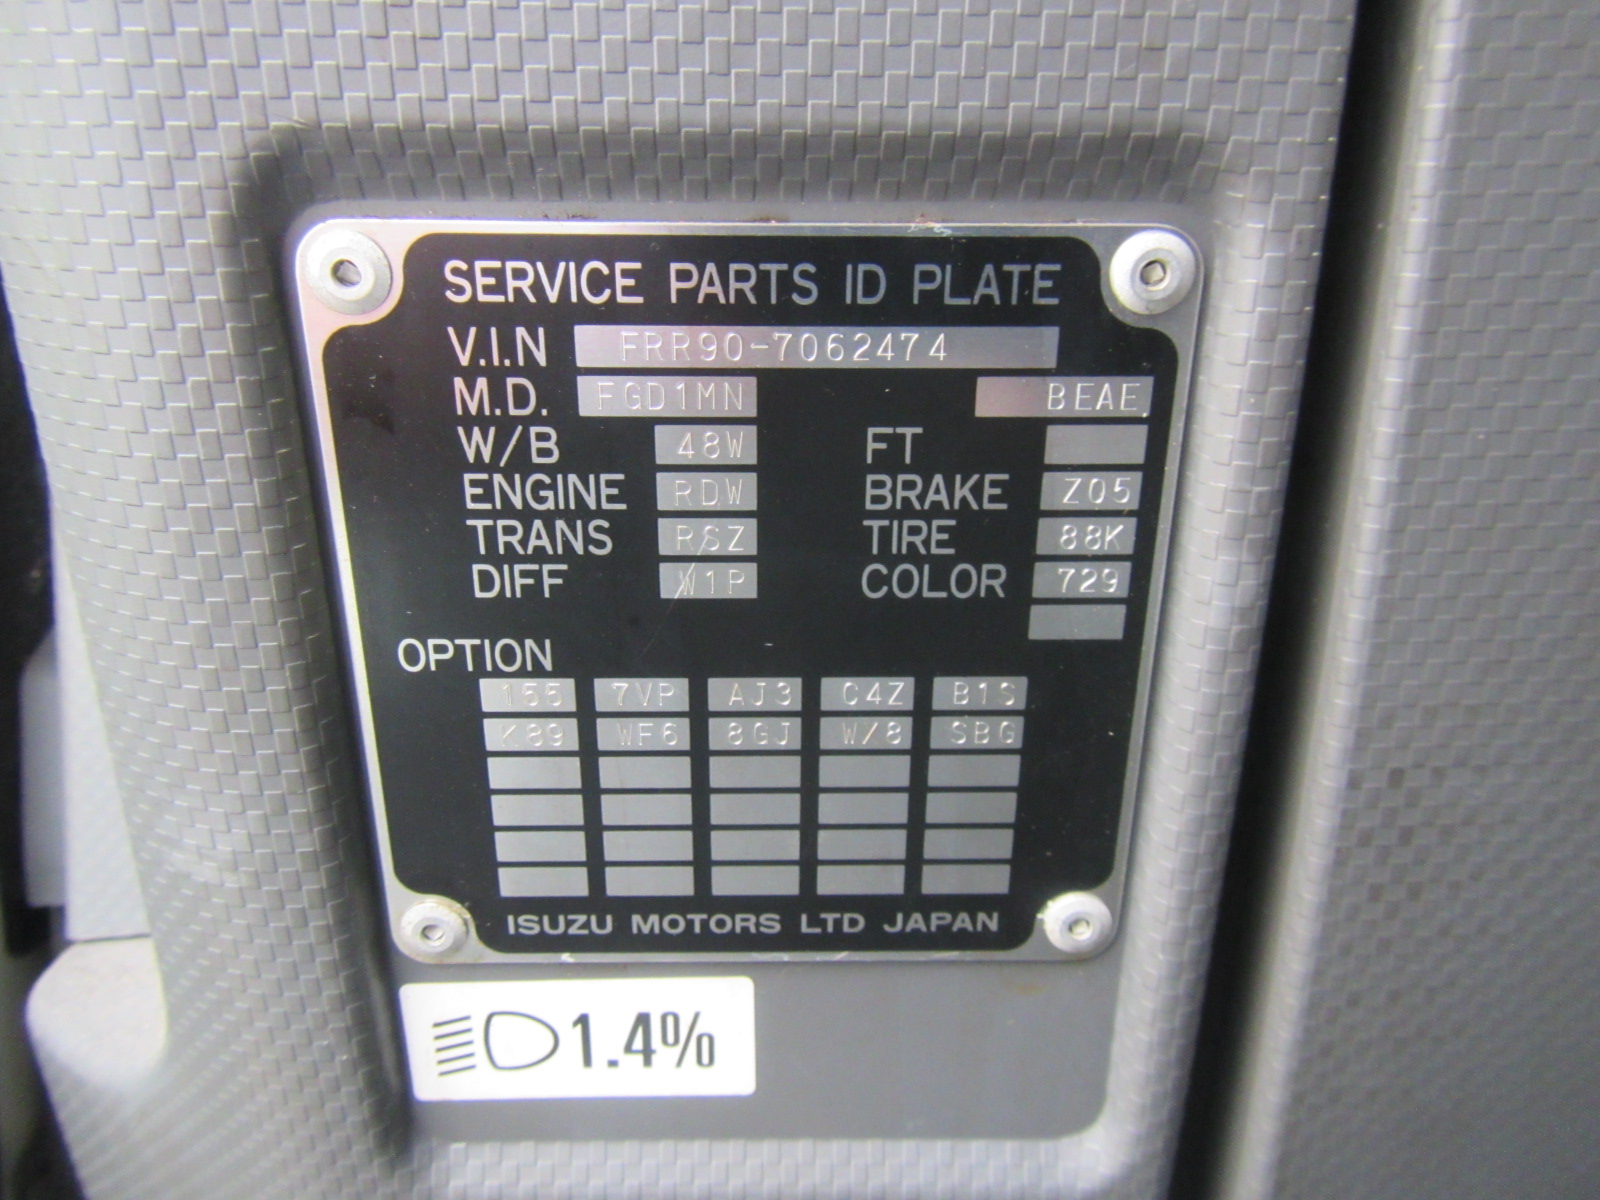 SERVICE PARTS ID PLATE
V.I.N FRR90-7062474
M.D. FGD1MN BEAE
W/B 48W FT
ENGINE RDW BRAKE Z05
TRANS RSZ TIRE 88K
DIFF W1P COLOR 729
OPTION
155 7VP AJ3 C4Z B1S
K89 WF6 8GJ W/8 SBG
ISUZU MOTORS LTD JAPAN
1.4%